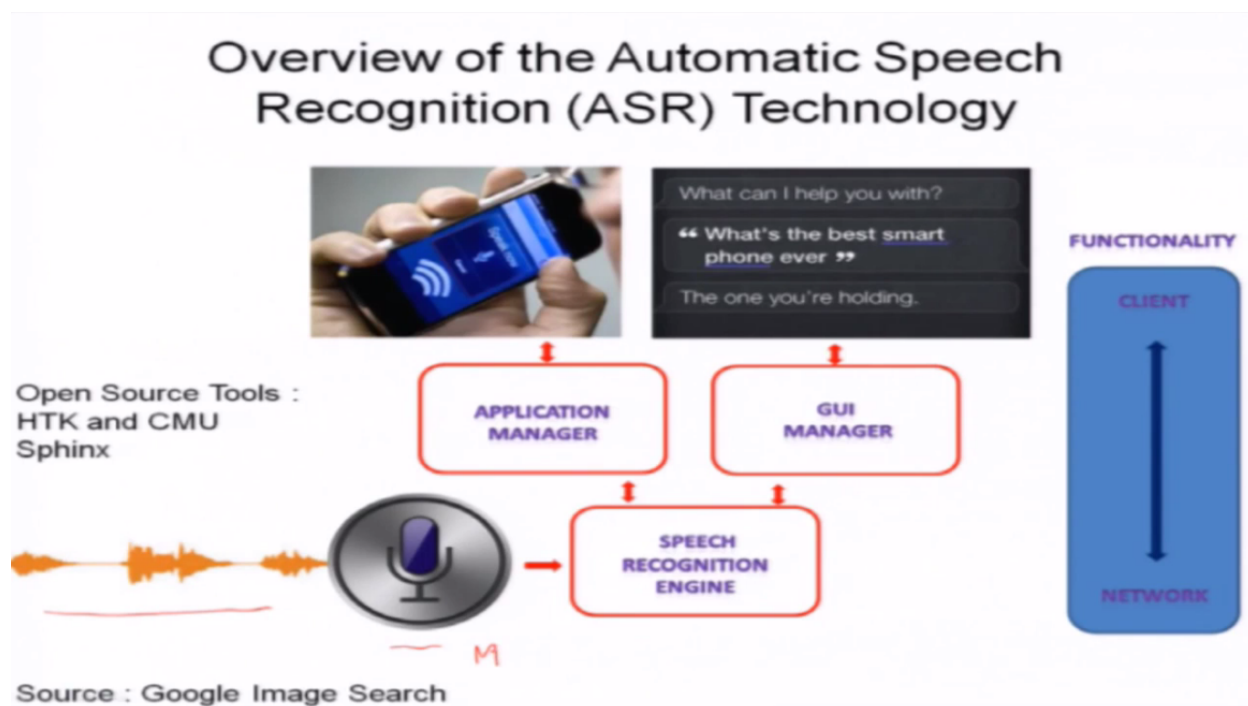 Overview of the Automatic Speech
Recognition (ASR) Technology
Speak now
What can I help you with?
“ What's the best smart
phone ever ”
The one you're holding.
FUNCTIONALITY
CLIENT
NETWORK
Open Source Tools :
HTK and CMU
Sphinx
APPLICATION
MANAGER
GUI
MANAGER
SPEECH
RECOGNITION
ENGINE
Source : Google Image Search